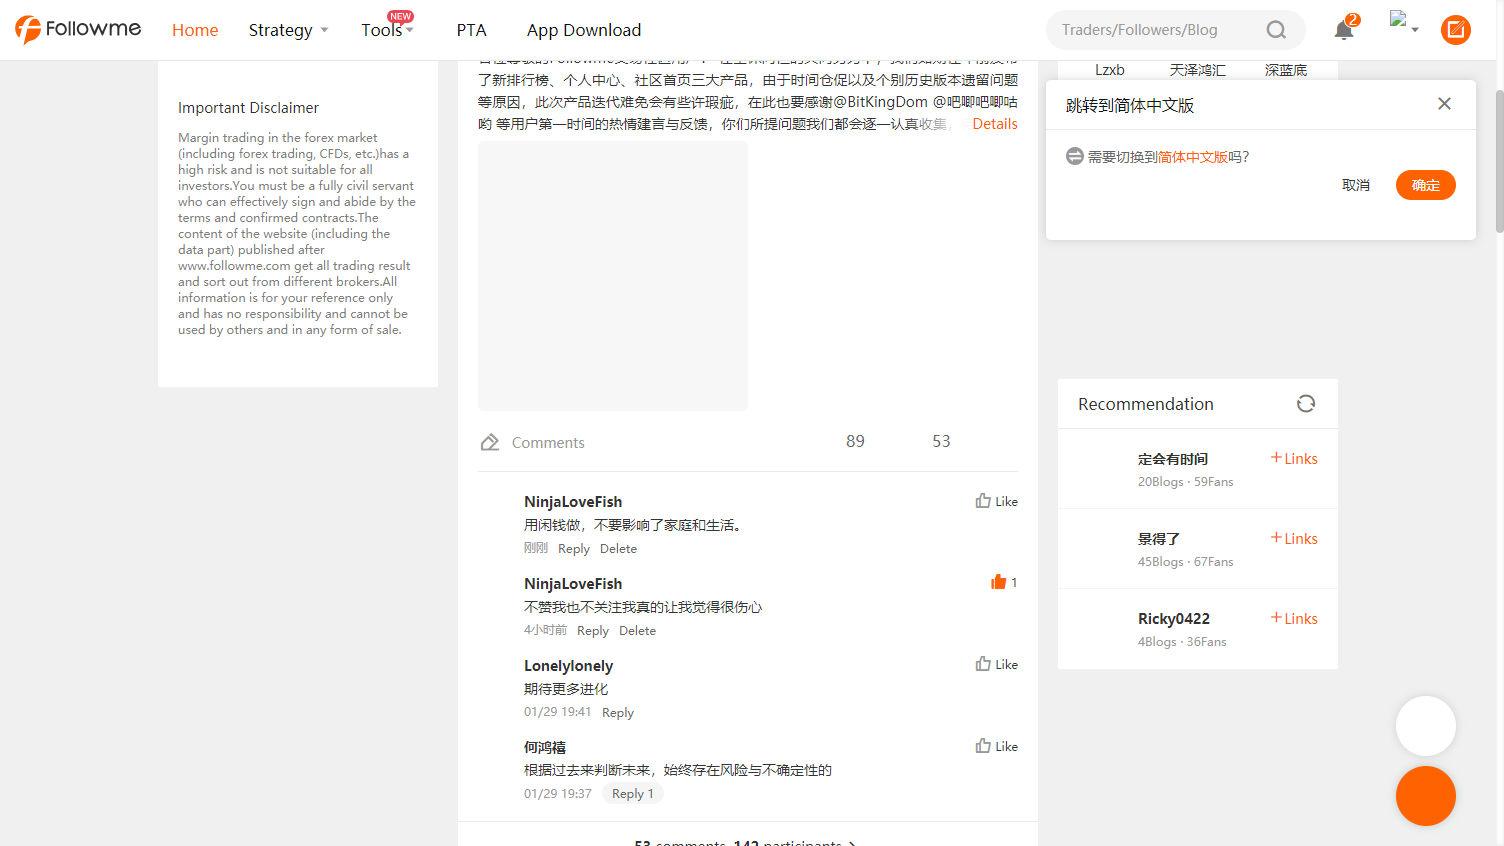 Followme
Home
Strategy
Tools
NEW
PTA
App Download
Traders/Followers/Blog
2
Important Disclaimer
Margin trading in the forex market
(including forex trading, CFDs, etc.)has a
high risk and is not suitable for all
investors.You must be a fully civil servant
who can effectively sign and abide by the
terms and confirmed contracts.The
content of the website (including the
data part) published after
www.followme.com get all trading result
and sort out from different brokers.All
information is for your reference only
and has no responsibility and cannot be
used by others and in any form of sale.
了新排行榜、个人中心、社区首页三大产品，由于时间仓促以及个别历史版本遗留问题
等原因，此次产品迭代难免会有些许瑕疵，在此也要感谢@BitKingDom @吧唧吧唧咕
哟 等用户第一时间的热情建言与反馈，你们所提问题我们都会逐一认真收集， Details
Comments
89
53
NinjaLoveFish
Like
用闲钱做，不要影响了家庭和生活。
刚刚 Reply Delete
NinjaLoveFish
1
不赞我也不关注我真的让我觉得很伤心
4小时前 Reply Delete
Lonelylonely
Like
期待更多进化
01/29 19:41 Reply
何鸿禧
Like
根据过去来判断未来，始终存在风险与不确定性的
01/29 19:37 Reply 1
53 comments, 142 participants
Lzxb
天泽鸿汇
深蓝底
跳转到简体中文版
需要切换到简体中文版吗？
取消
确定
Recommendation
定会有时间
+Links
20Blogs · 59Fans
景得了
+Links
45Blogs · 67Fans
Ricky0422
+Links
4Blogs · 36Fans